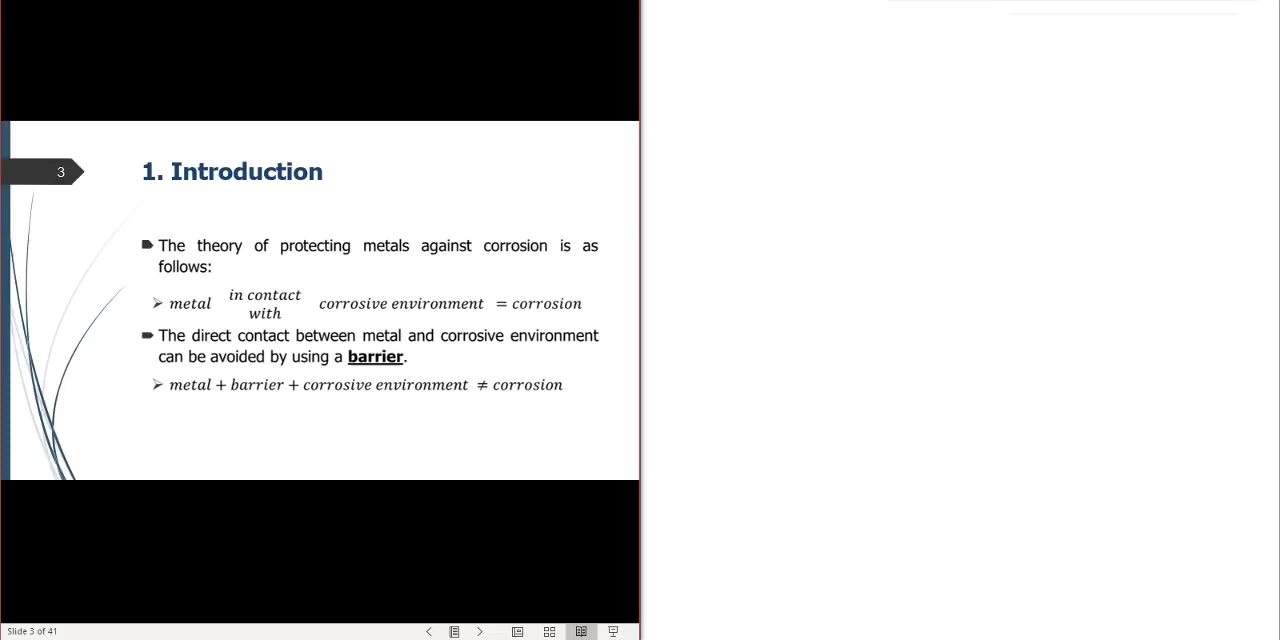 3
1. Introduction
The theory of protecting metals against corrosion is as
follows:
metal in contact with corrosive environment = corrosion
The direct contact between metal and corrosive environment
can be avoided by using a barrier.
metal + barrier + corrosive environment ≠ corrosion
Slide 3 of 41